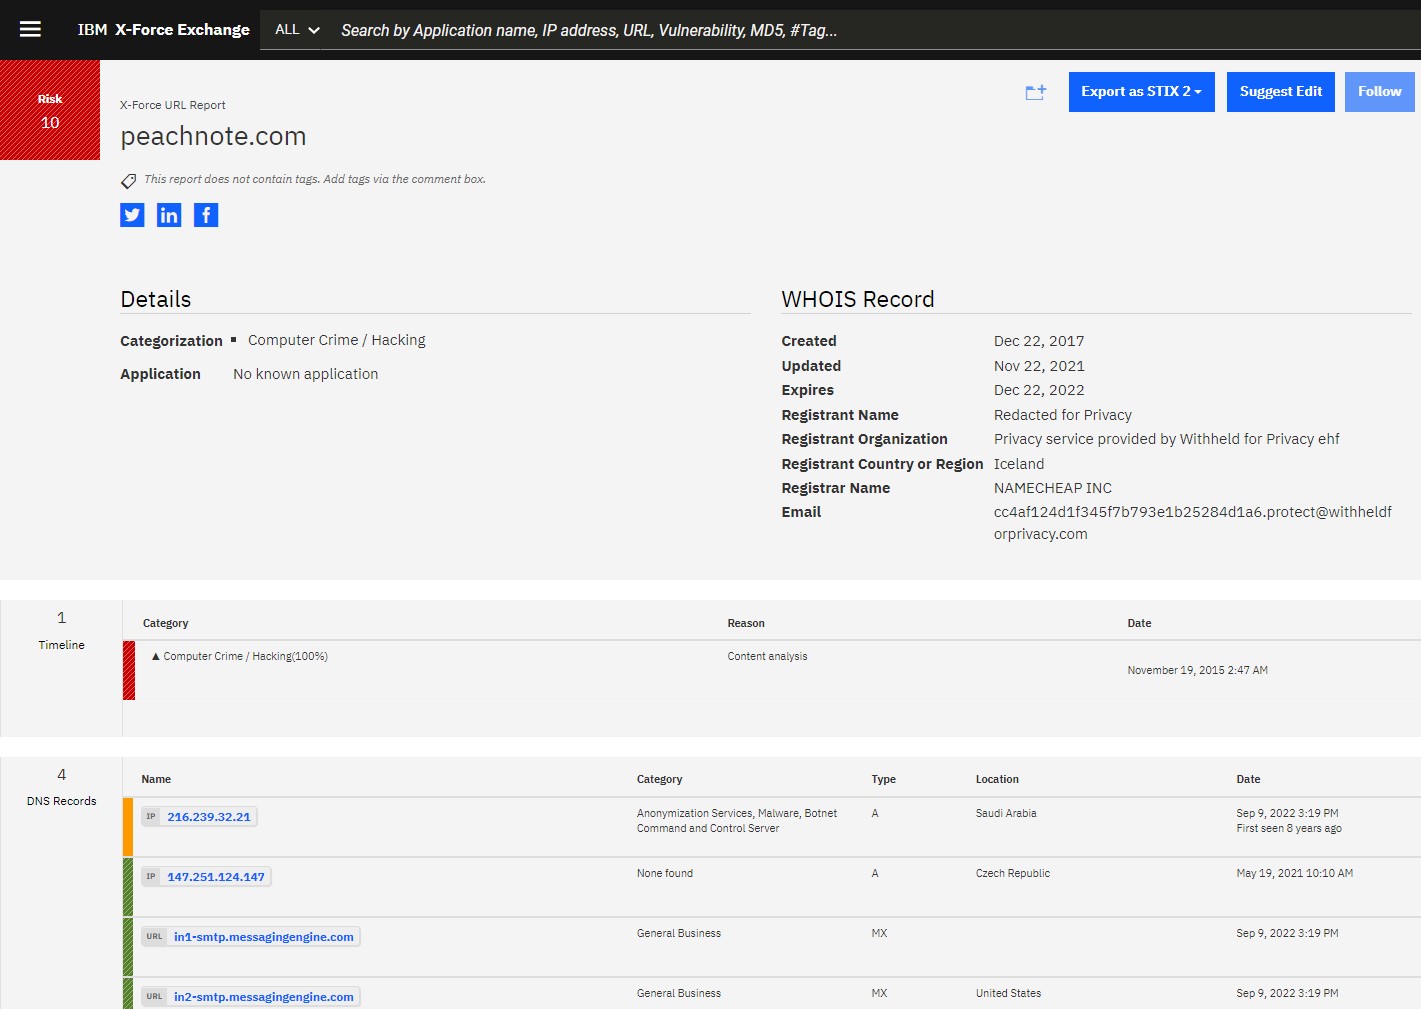 IBM X-Force Exchange
ALL
Search by Application name, IP address, URL, Vulnerability, MD5, #Tag...
Risk
10
X-Force URL Report
peachnote.com
This report does not contain tags. Add tags via the comment box.
Export as STIX 2
Suggest Edit
Follow
Details
Categorization ▪ Computer Crime / Hacking
Application No known application
WHOIS Record
Created Dec 22, 2017
Updated Nov 22, 2021
Expires Dec 22, 2022
Registrant Name Redacted for Privacy
Registrant Organization Privacy service provided by Withheld for Privacy ehf
Registrant Country or Region Iceland
Registrar Name NAMECHEAP INC
Email cc4af124d1f345f7b793e1b25284d1a6.protect@withheldf
orprivacy.com
1
Timeline
Category Reason Date
▲ Computer Crime / Hacking(100%) Content analysis
November 19, 2015 2:47 AM
4
DNS Records
Name Category Type Location Date
IP 216.239.32.21 Anonymization Services, Malware, Botnet A Saudi Arabia Sep 9, 2022 3:19 PM
Command and Control Server First seen 8 years ago
IP 147.251.124.147 None found A Czech Republic May 19, 2021 10:10 AM
URL in1-smtp.messagingengine.com General Business MX Sep 9, 2022 3:19 PM
URL in2-smtp.messagingengine.com General Business MX United States Sep 9, 2022 3:19 PM